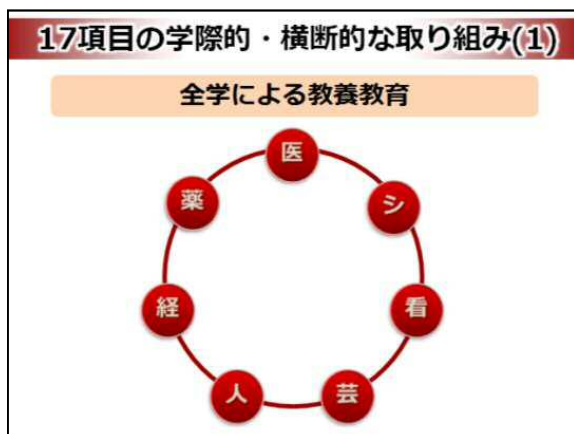 17項目の学際的・横断的な取り組み(1)
全学による教養教育
医
シ
看
芸
人
経
薬